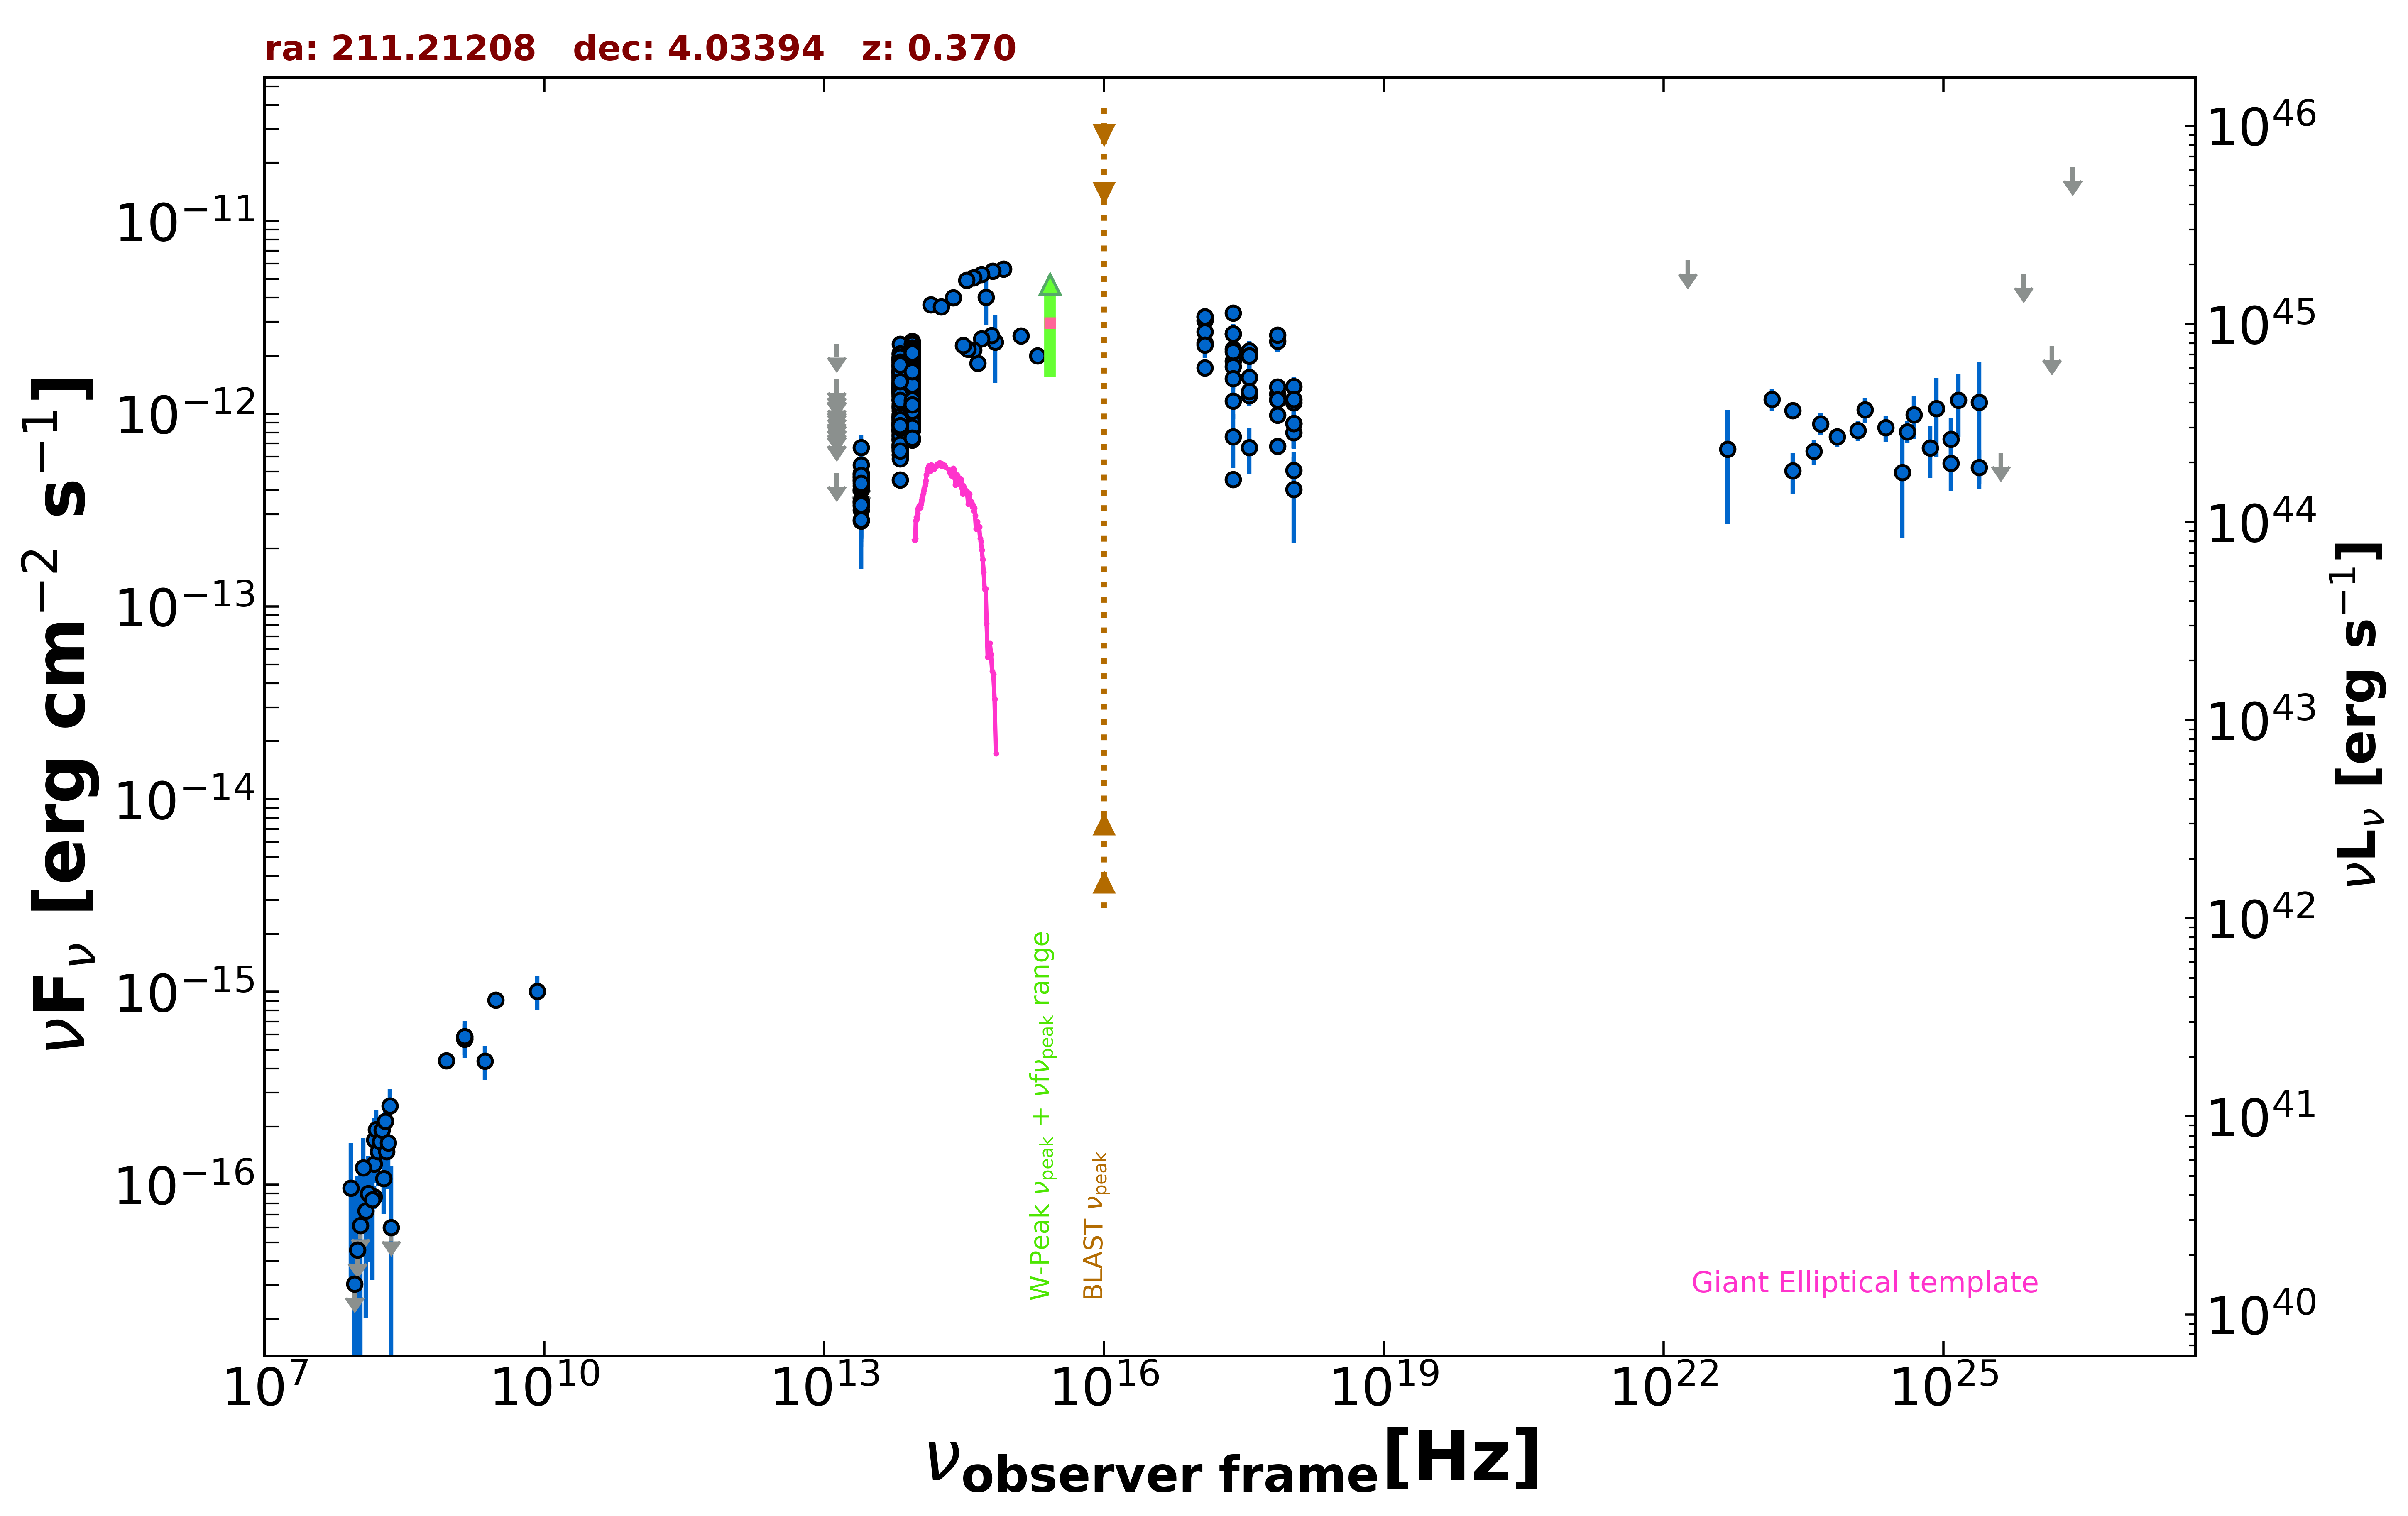 ra: 211.21208   dec: 4.03394   z: 0.370
νF_ν [erg cm^−2 s^−1]
10^−11
10^−12
10^−13
10^−14
10^−15
10^−16
10^46
10^45
10^44
10^43
10^42
10^41
10^40
νL_ν [erg s^−1]
W-Peak ν_peak + νfν_peak range
BLAST ν_peak
Giant Elliptical template
10^7
10^10
10^13
10^16
10^19
10^22
10^25
ν_observer frame [Hz]